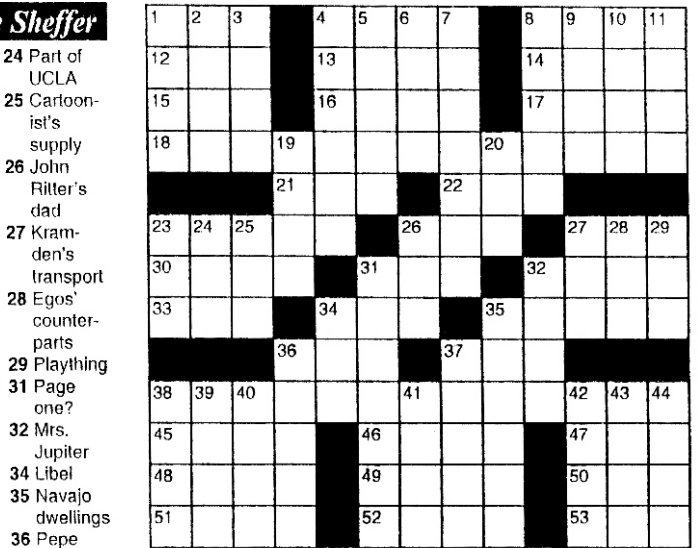 Sheffer
24 Part of
UCLA
25 Cartoon-
ist's
supply
26 John
Ritter's
dad
27 Kram-
den's
transport
28 Egos'
counter-
parts
29 Plaything
31 Page
one?
32 Mrs.
Jupiter
34 Libel
35 Navajo
dwellings
36 Pepe
1 2 3 4 5 6 7 8 9 10 11
12 13 14
15 16 17
18 19 20
21 22
23 24 25 26 27 28 29
30 31 32
33 34 35
36 37
38 39 40 41 42 43 44
45 46 47
48 49 50
51 52 53